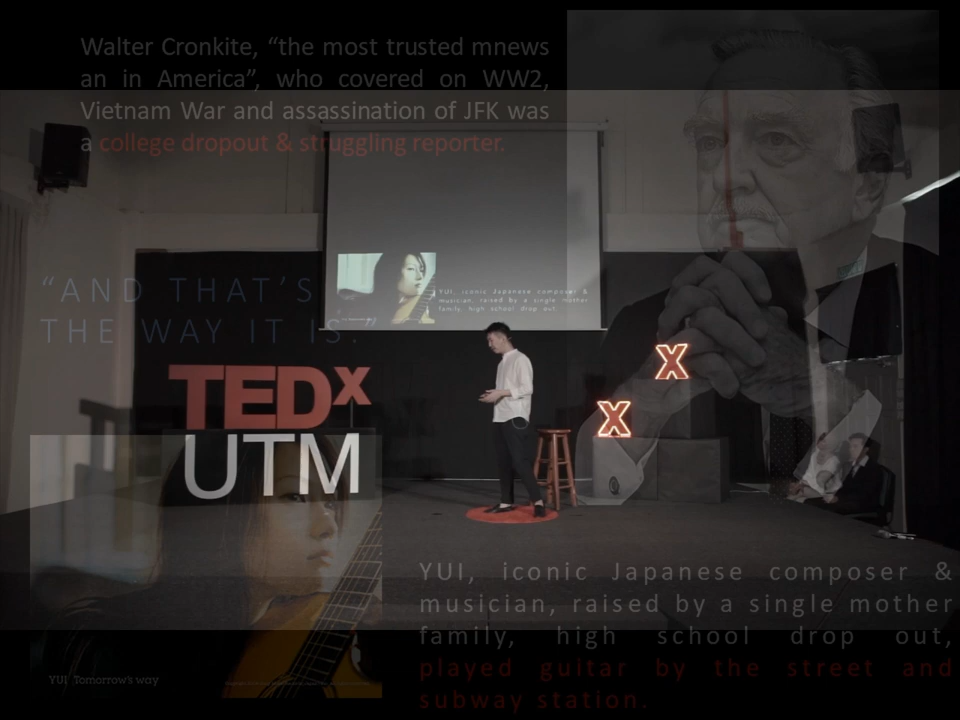 Walter Cronkite, “the most trusted mnews
an in America”, who covered on WW2,
Vietnam War and assassination of JFK was
a college dropout & struggling reporter.
“AND THAT’S
THE WAY IT IS.”
YUI, iconic Japanese composer &
musician, raised by a single mother
family, high school drop out,
TEDx
UTM
X
X
YUI, iconic Japanese composer &
musician, raised by a single mother
family, high school drop out,
played guitar by the street and
subway station.
YUI Tomorrow's way